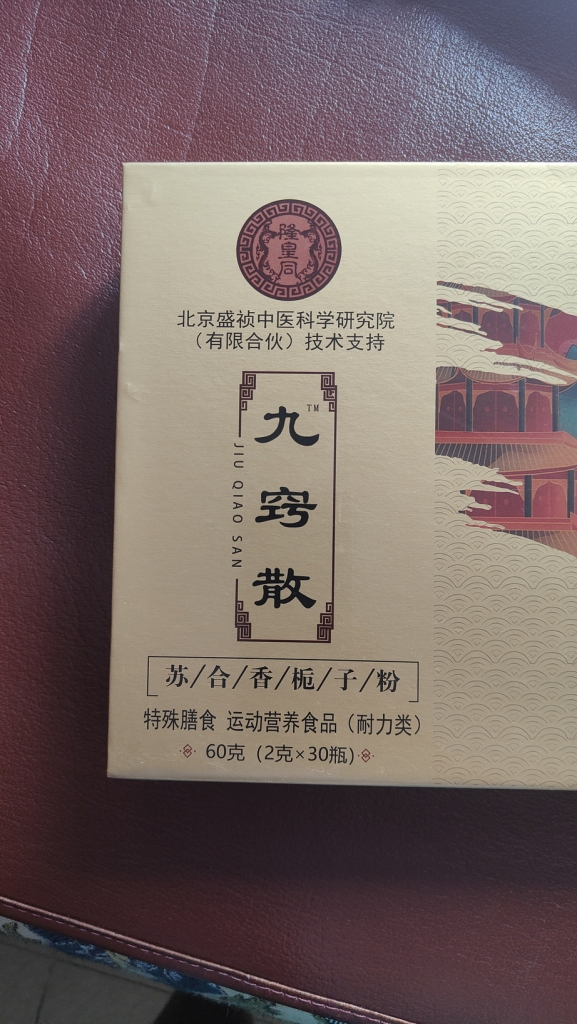 隆皇同
北京盛祯中医科学研究院
（有限合伙）技术支持
九窍散
TM
JIU QIAO SAN
苏/合/香/栀/子/粉
特殊膳食 运动营养食品（耐力类）
60克（2克×30瓶）